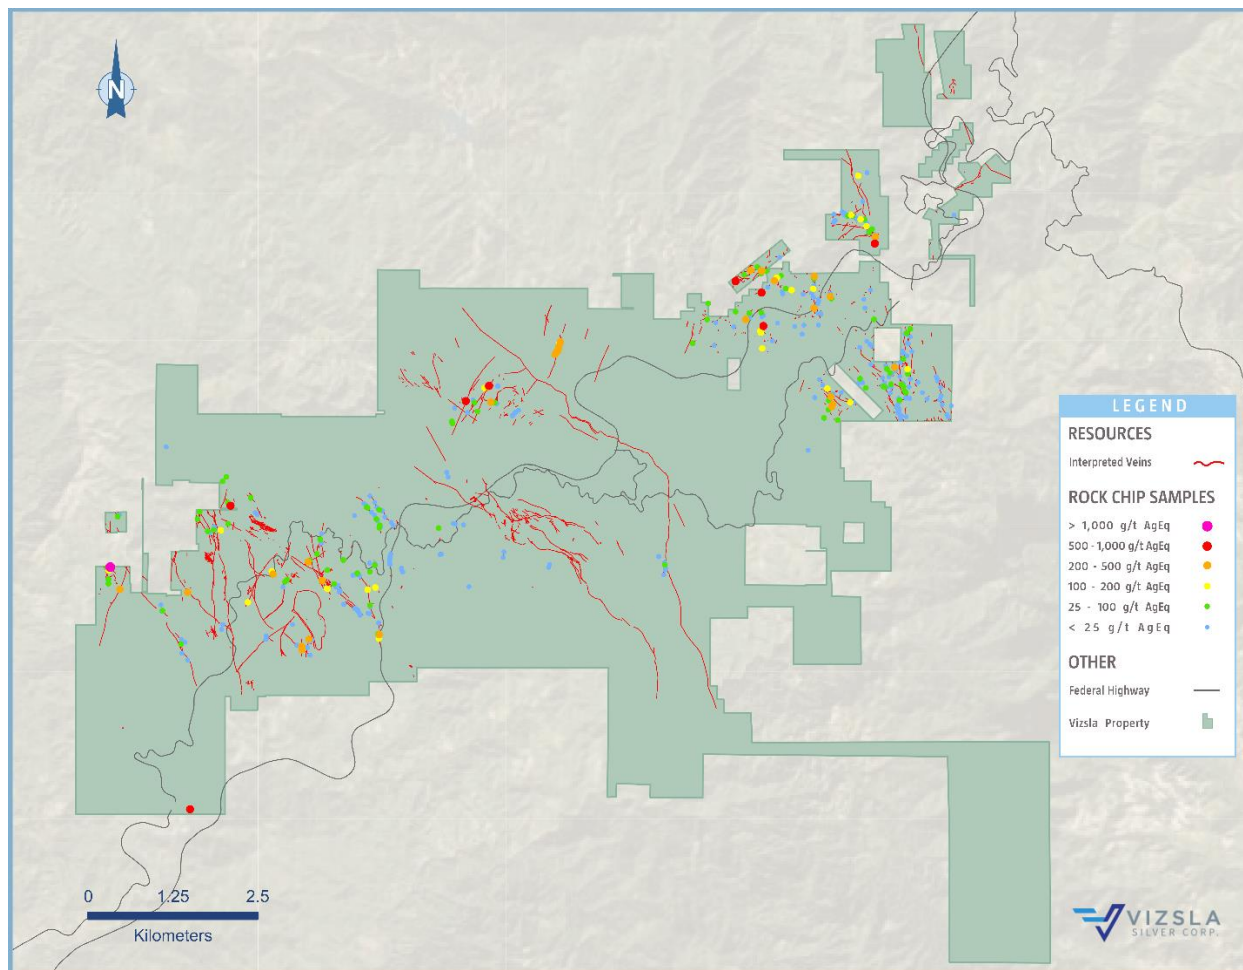 N
LEGEND
RESOURCES
Interpreted Veins
ROCK CHIP SAMPLES
> 1,000 g/t AgEq
500 - 1,000 g/t AgEq
200 - 500 g/t AgEq
100 - 200 g/t AgEq
25 - 100 g/t AgEq
< 25 g/t AgEq
OTHER
Federal Highway
Vizsla Property
0 1.25 2.5
Kilometers
VIZSLA
SILVER CORP.